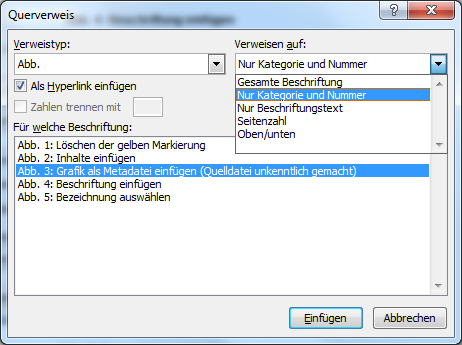 Querverweis
Verweistyp:
Verweisen auf:
Abb.
Nur Kategorie und Nummer
Als Hyperlink einfügen
Gesamte Beschriftung
Nur Kategorie und Nummer
Zahlen trennen mit
Nur Beschriftungstext
Seitenzahl
Für welche Beschriftung:
Oben/unten
Abb. 1: Löschen der gelben Markierung
Abb. 2: Inhalte einfügen
Abb. 3: Grafik als Metadatei einfügen (Quelldatei unkenntlich gemacht)
Abb. 4: Beschriftung einfügen
Abb. 5: Bezeichnung auswählen
Einfügen
Abbrechen